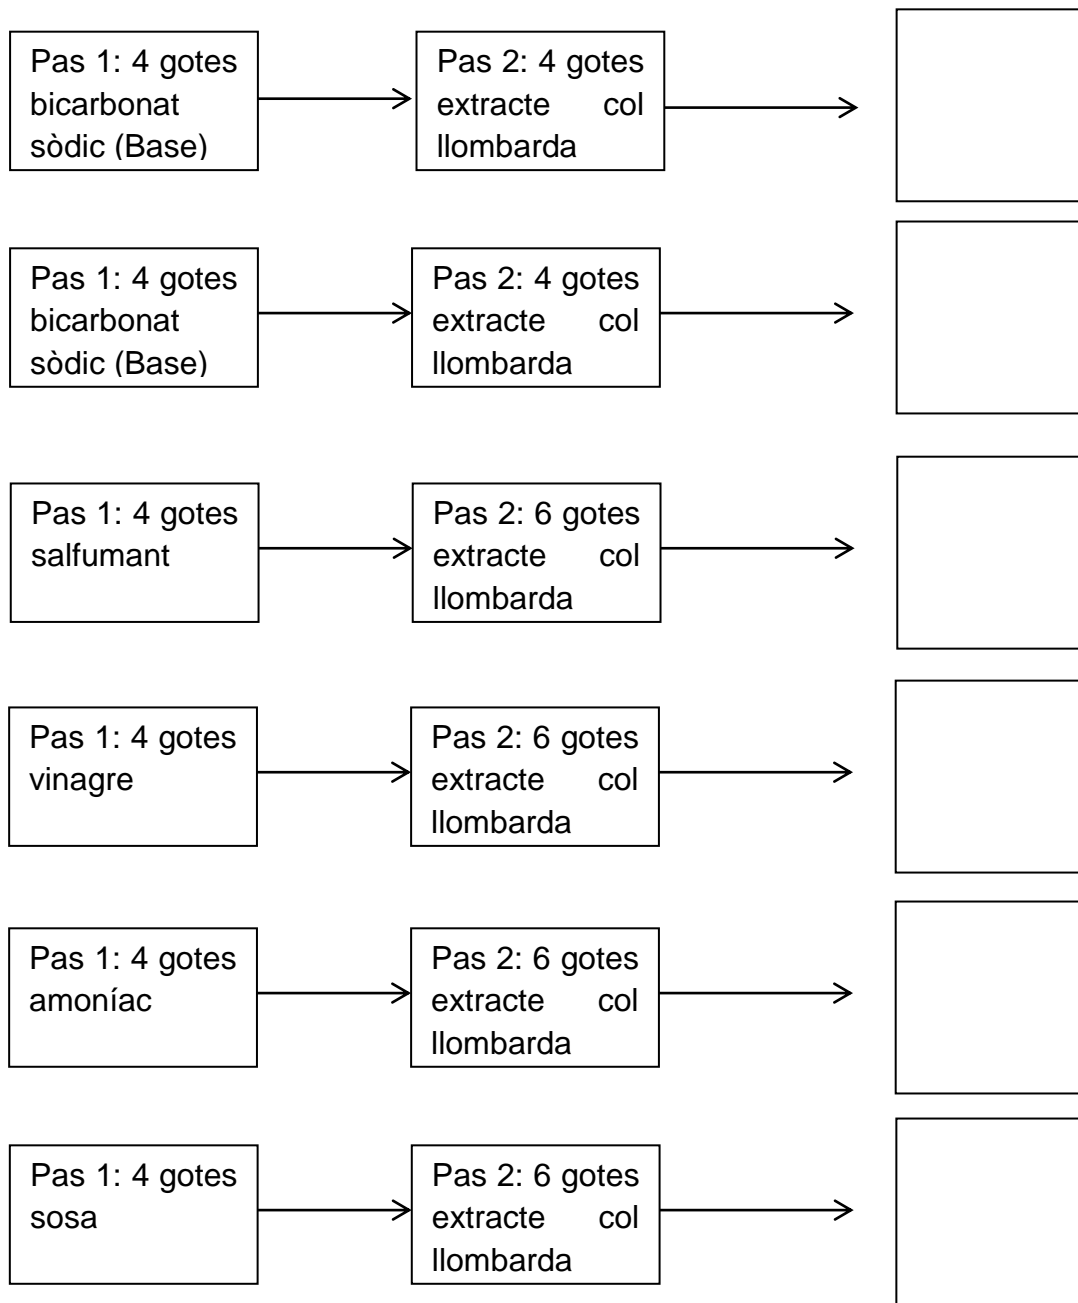 Pas 1: 4 gotes
bicarbonat
sòdic (Base)
Pas 2: 4 gotes
extracte col
llombarda
Pas 1: 4 gotes
bicarbonat
sòdic (Base)
Pas 2: 4 gotes
extracte col
llombarda
Pas 1: 4 gotes
salfumant
Pas 2: 6 gotes
extracte col
llombarda
Pas 1: 4 gotes
vinagre
Pas 2: 6 gotes
extracte col
llombarda
Pas 1: 4 gotes
amoníac
Pas 2: 6 gotes
extracte col
llombarda
Pas 1: 4 gotes
sosa
Pas 2: 6 gotes
extracte col
llombarda